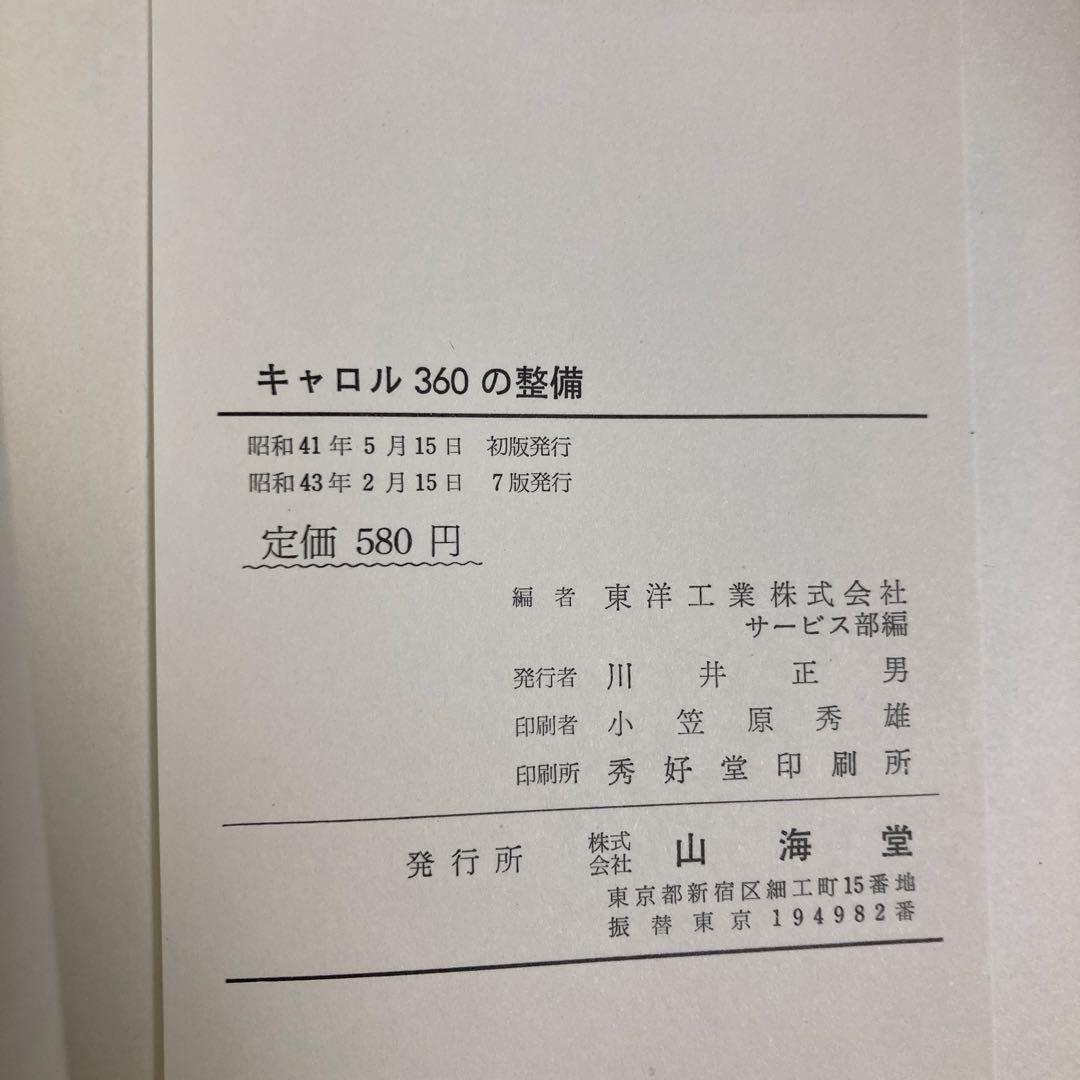 キャロル 360 の整備
昭和41年 5月15日 初版発行
昭和43年 2月15日 7版発行
定価 580 円
編者 東洋工業株式会社
サービス部編
発行者 川井正男
印刷者 小笠原秀雄
印刷所 秀好堂印刷所
発行所 株式会社 山海堂
東京都新宿区細工町15番地
振替東京 194982番